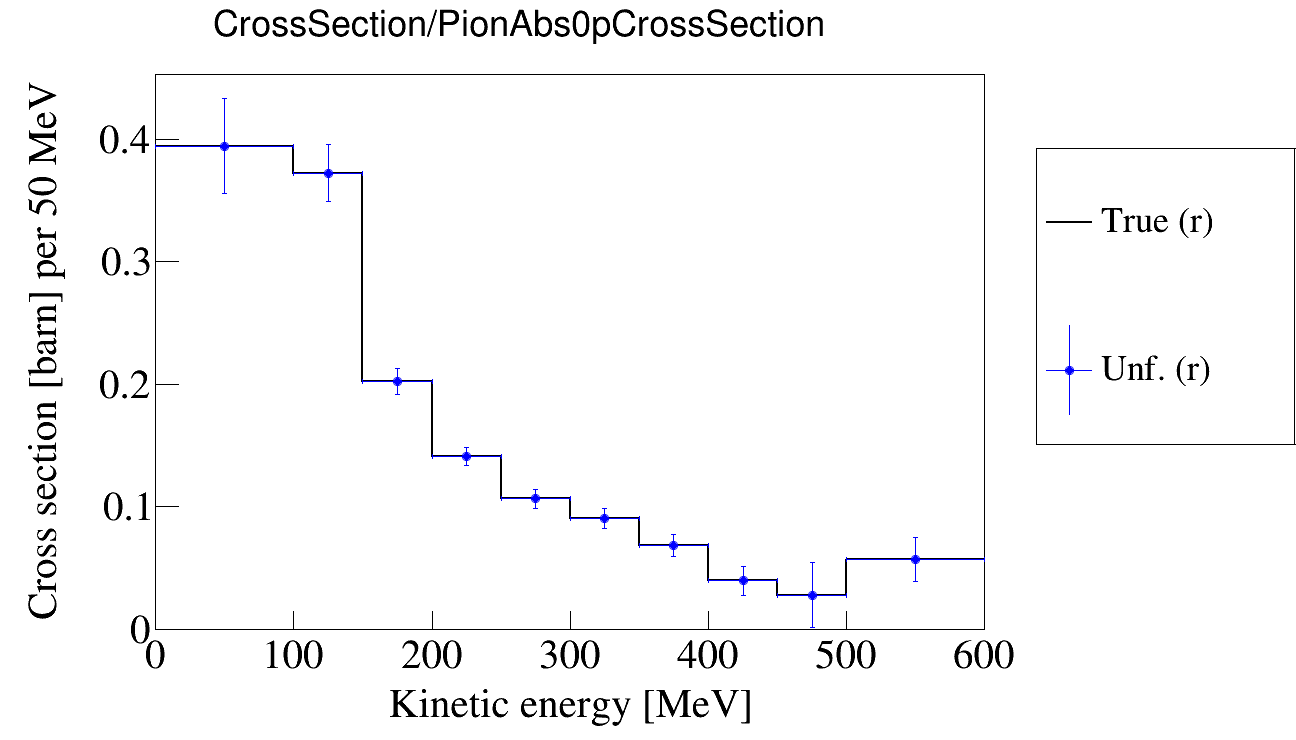 CrossSection/PionAbs0pCrossSection
Cross section [barn] per 50 MeV
0.4
0.3
0.2
0.1
0
0 100 200 300 400 500 600
Kinetic energy [MeV]
True (r)
Unf. (r)